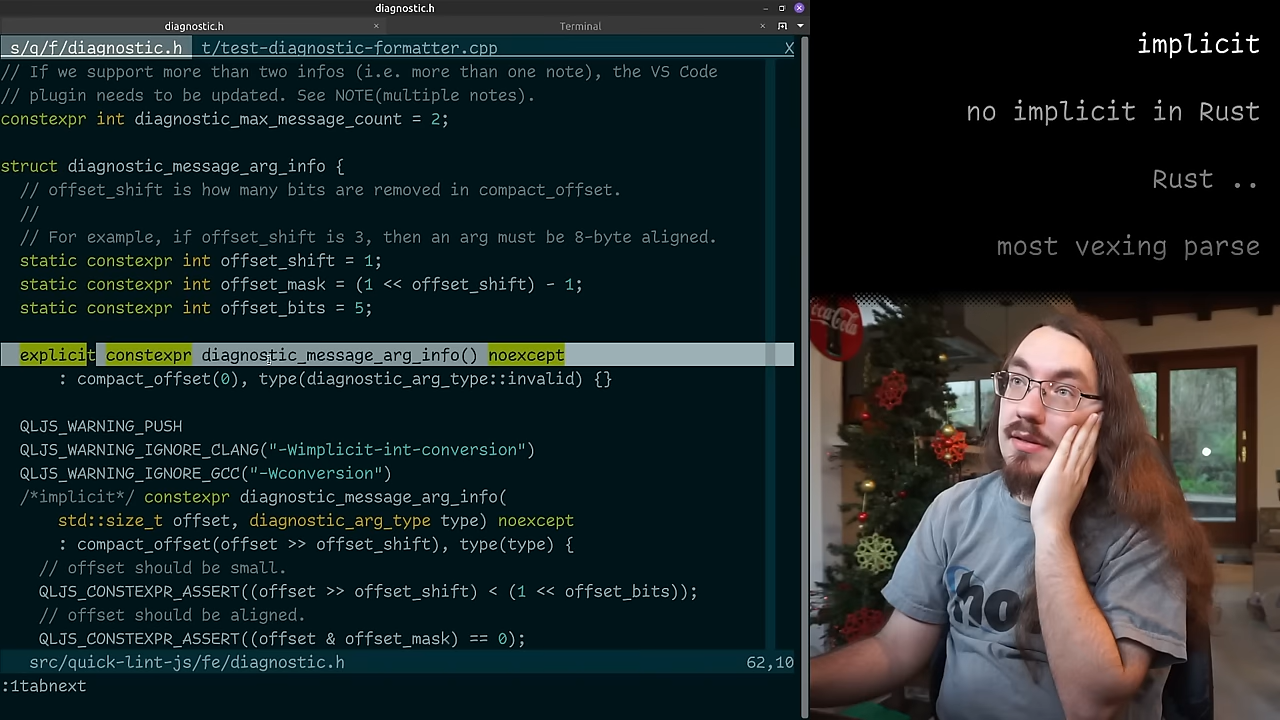 diagnostic.h
diagnostic.h × Terminal ×
s/q/f/diagnostic.h t/test-diagnostic-formatter.cpp X
// If we support more than two infos (i.e. more than one note), the VS Code
// plugin needs to be updated. See NOTE(multiple notes).
constexpr int diagnostic_max_message_count = 2;
struct diagnostic_message_arg_info {
// offset_shift is how many bits are removed in compact_offset.
//
// For example, if offset_shift is 3, then an arg must be 8-byte aligned.
static constexpr int offset_shift = 1;
static constexpr int offset_mask = (1 << offset_shift) - 1;
static constexpr int offset_bits = 5;
explicit constexpr diagnostic_message_arg_info() noexcept
: compact_offset(0), type(diagnostic_arg_type::invalid) {}
QLJS_WARNING_PUSH
QLJS_WARNING_IGNORE_CLANG("-Wimplicit-int-conversion")
QLJS_WARNING_IGNORE_GCC("-Wconversion")
/*implicit*/ constexpr diagnostic_message_arg_info(
std::size_t offset, diagnostic_arg_type type) noexcept
: compact_offset(offset >> offset_shift), type(type) {
// offset should be small.
QLJS_CONSTEXPR_ASSERT((offset >> offset_shift) < (1 << offset_bits));
// offset should be aligned.
QLJS_CONSTEXPR_ASSERT((offset & offset_mask) == 0);
src/quick-lint-js/fe/diagnostic.h 62,10
:1tabnext
implicit
no implicit in Rust
Rust ..
most vexing parse
Coca-Cola
ho